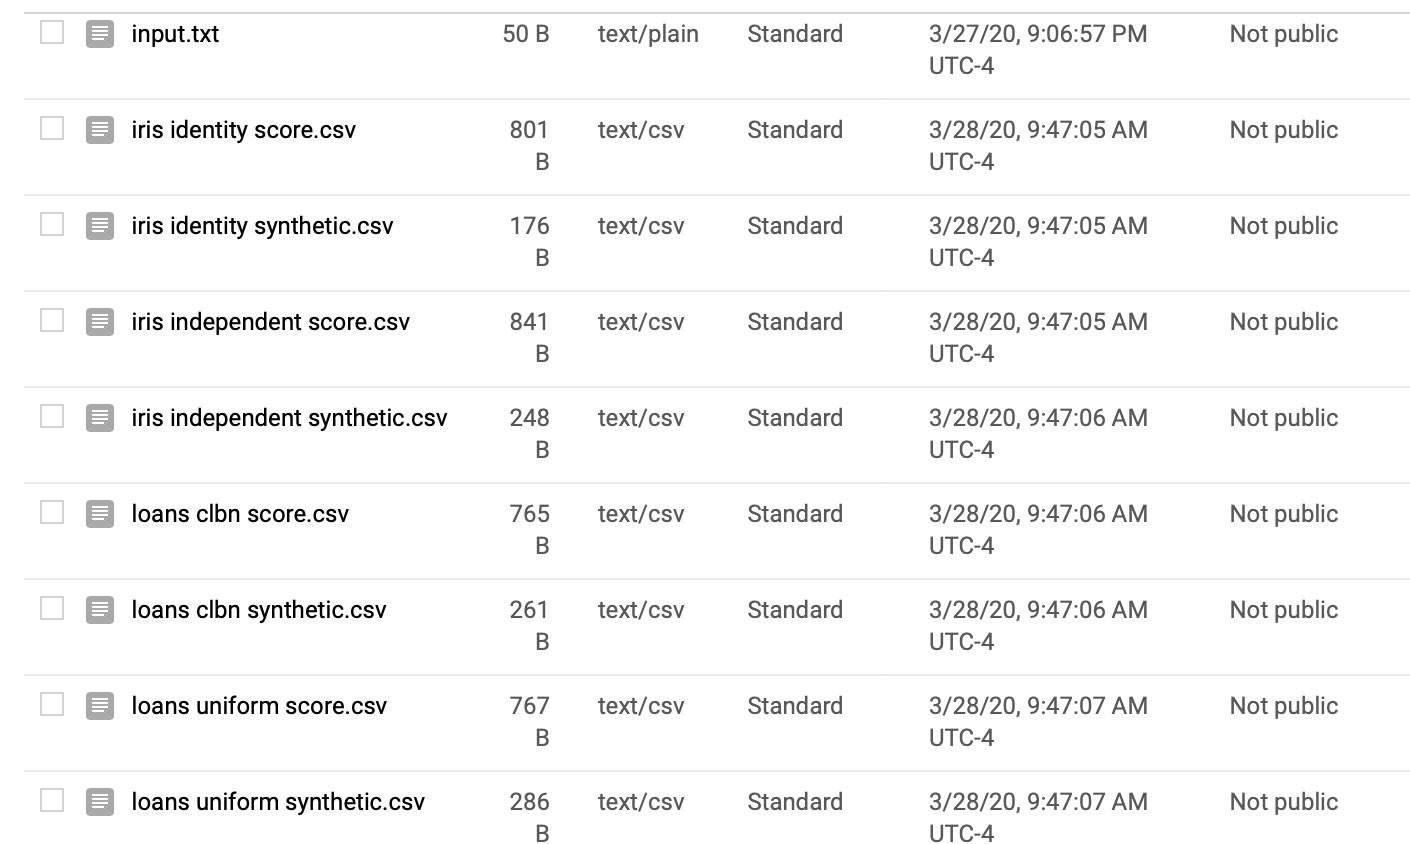 input.txt 50 B text/plain Standard 3/27/20, 9:06:57 PM Not public
UTC-4
iris identity score.csv 801 text/csv Standard 3/28/20, 9:47:05 AM Not public
B UTC-4
iris identity synthetic.csv 176 text/csv Standard 3/28/20, 9:47:05 AM Not public
B UTC-4
iris independent score.csv 841 text/csv Standard 3/28/20, 9:47:05 AM Not public
B UTC-4
iris independent synthetic.csv 248 text/csv Standard 3/28/20, 9:47:06 AM Not public
B UTC-4
loans clbn score.csv 765 text/csv Standard 3/28/20, 9:47:06 AM Not public
B UTC-4
loans clbn synthetic.csv 261 text/csv Standard 3/28/20, 9:47:06 AM Not public
B UTC-4
loans uniform score.csv 767 text/csv Standard 3/28/20, 9:47:07 AM Not public
B UTC-4
loans uniform synthetic.csv 286 text/csv Standard 3/28/20, 9:47:07 AM Not public
B UTC-4